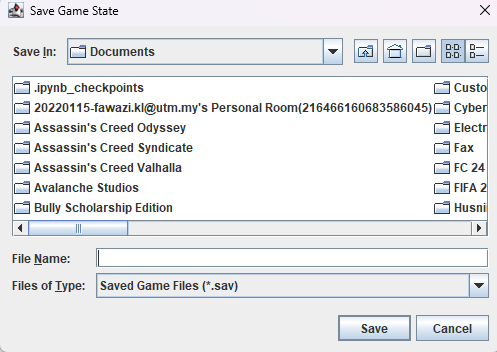 Save Game State
Save In: Documents
.ipynb_checkpoints
20220115-fawazi.kl@utm.my's Personal Room(216466160683586045)
Assassin's Creed Odyssey
Assassin's Creed Syndicate
Assassin's Creed Valhalla
Avalanche Studios
Bully Scholarship Edition
Custo
Cyber
Electr
Fax
FC 24
FIFA 2
Husnin
File Name:
Files of Type: Saved Game Files (*.sav)
Save Cancel